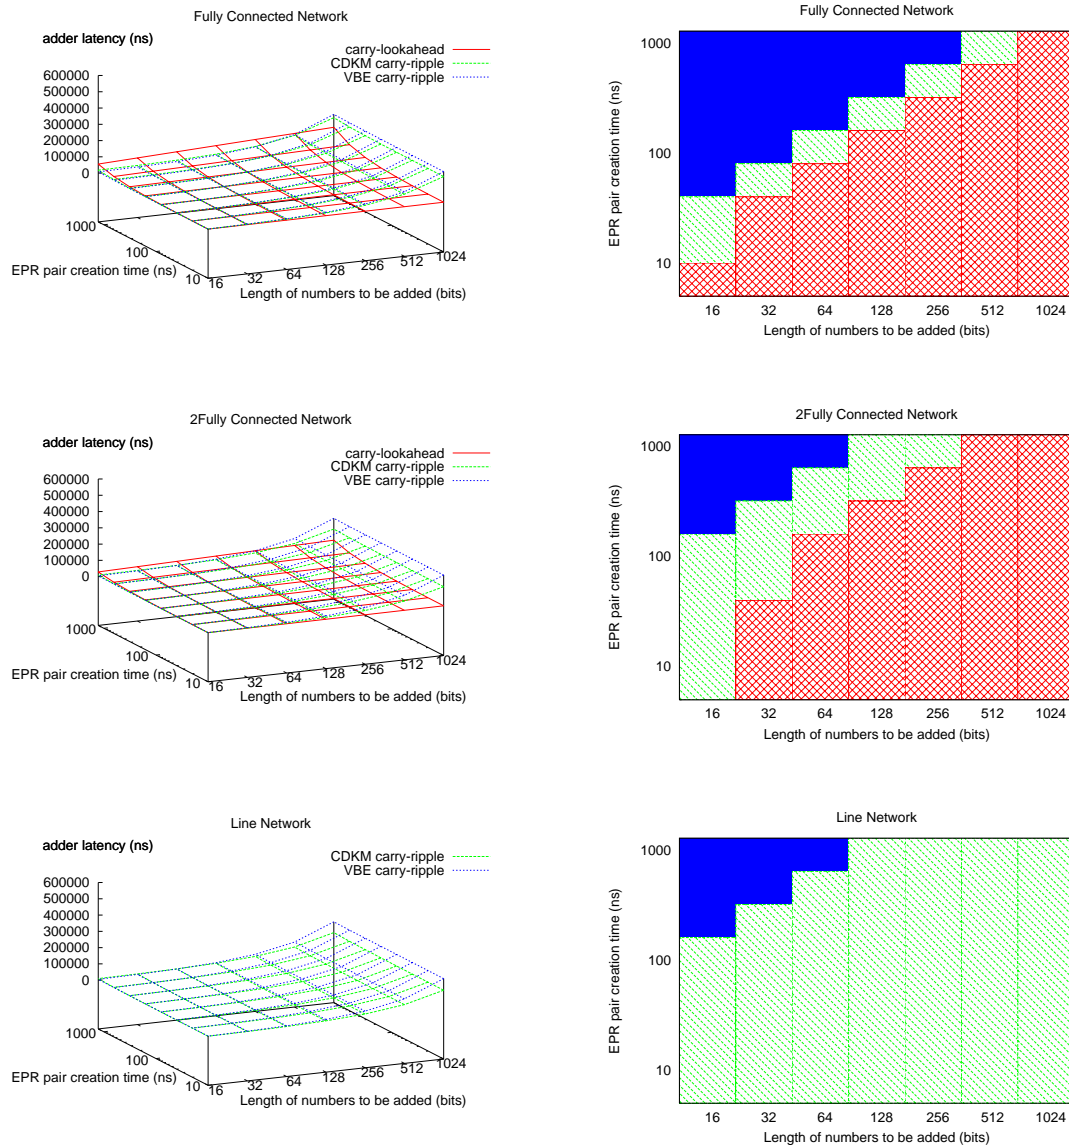 Fully Connected Network
adder latency (ns)
carry-lookahead
CDKM carry-ripple
VBE carry-ripple
600000
500000
400000
300000
200000
100000
0
1000
100
10
EPR pair creation time (ns)
16
32
64
128
256
512
1024
Length of numbers to be added (bits)
Fully Connected Network
EPR pair creation time (ns)
1000
100
10
16 32 64 128 256 512 1024
Length of numbers to be added (bits)
2Fully Connected Network
adder latency (ns)
carry-lookahead
CDKM carry-ripple
VBE carry-ripple
600000
500000
400000
300000
200000
100000
0
1000
100
10
EPR pair creation time (ns)
16
32
64
128
256
512
1024
Length of numbers to be added (bits)
2Fully Connected Network
EPR pair creation time (ns)
1000
100
10
16 32 64 128 256 512 1024
Length of numbers to be added (bits)
Line Network
adder latency (ns)
CDKM carry-ripple
VBE carry-ripple
600000
500000
400000
300000
200000
100000
0
1000
100
10
EPR pair creation time (ns)
16
32
64
128
256
512
1024
Length of numbers to be added (bits)
Line Network
EPR pair creation time (ns)
1000
100
10
16 32 64 128 256 512 1024
Length of numbers to be added (bits)